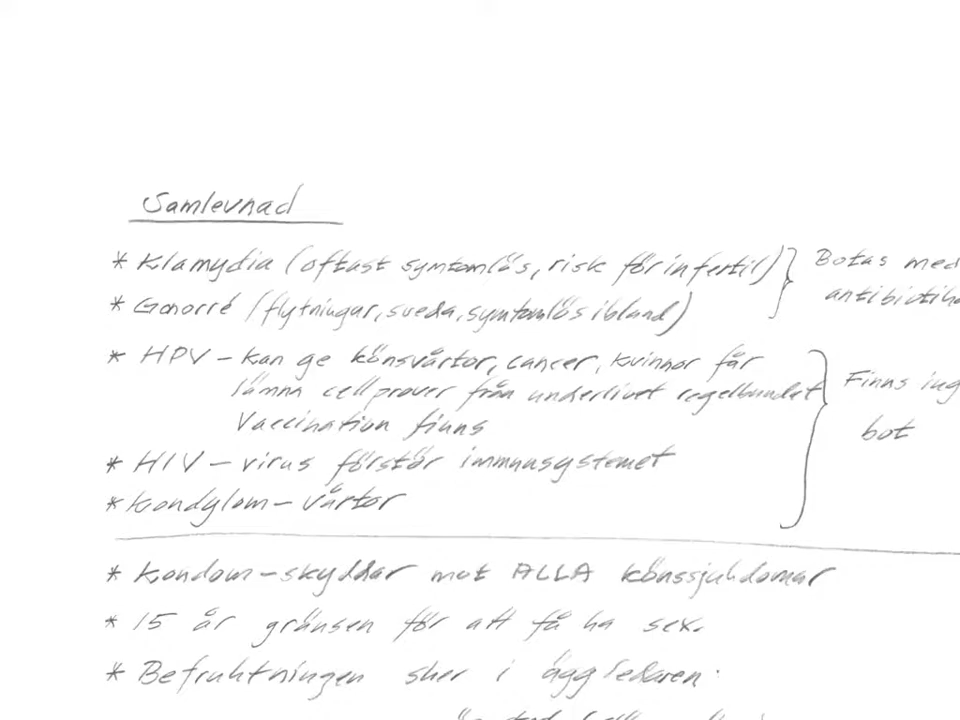 Samlevnad
* Klamydia (oftast symtomlös, risk för infertil) } Botas med
* Gonorré (flytningar, sveda, symtomlös ibland)
* HPV - kan ge könsvårtor, cancer, kvinnor får
lämna cellprover från underlivet regelbundet } Finns ing
Vaccination finns bot
* HIV - virus förstör immunsystemet
* Kondylom - vårtor
* Kondom - skyddar mot ALLA könssjukdomar
* 15 år gränsen för att få ha sex.
* Befruktningen sker i äggledaren.